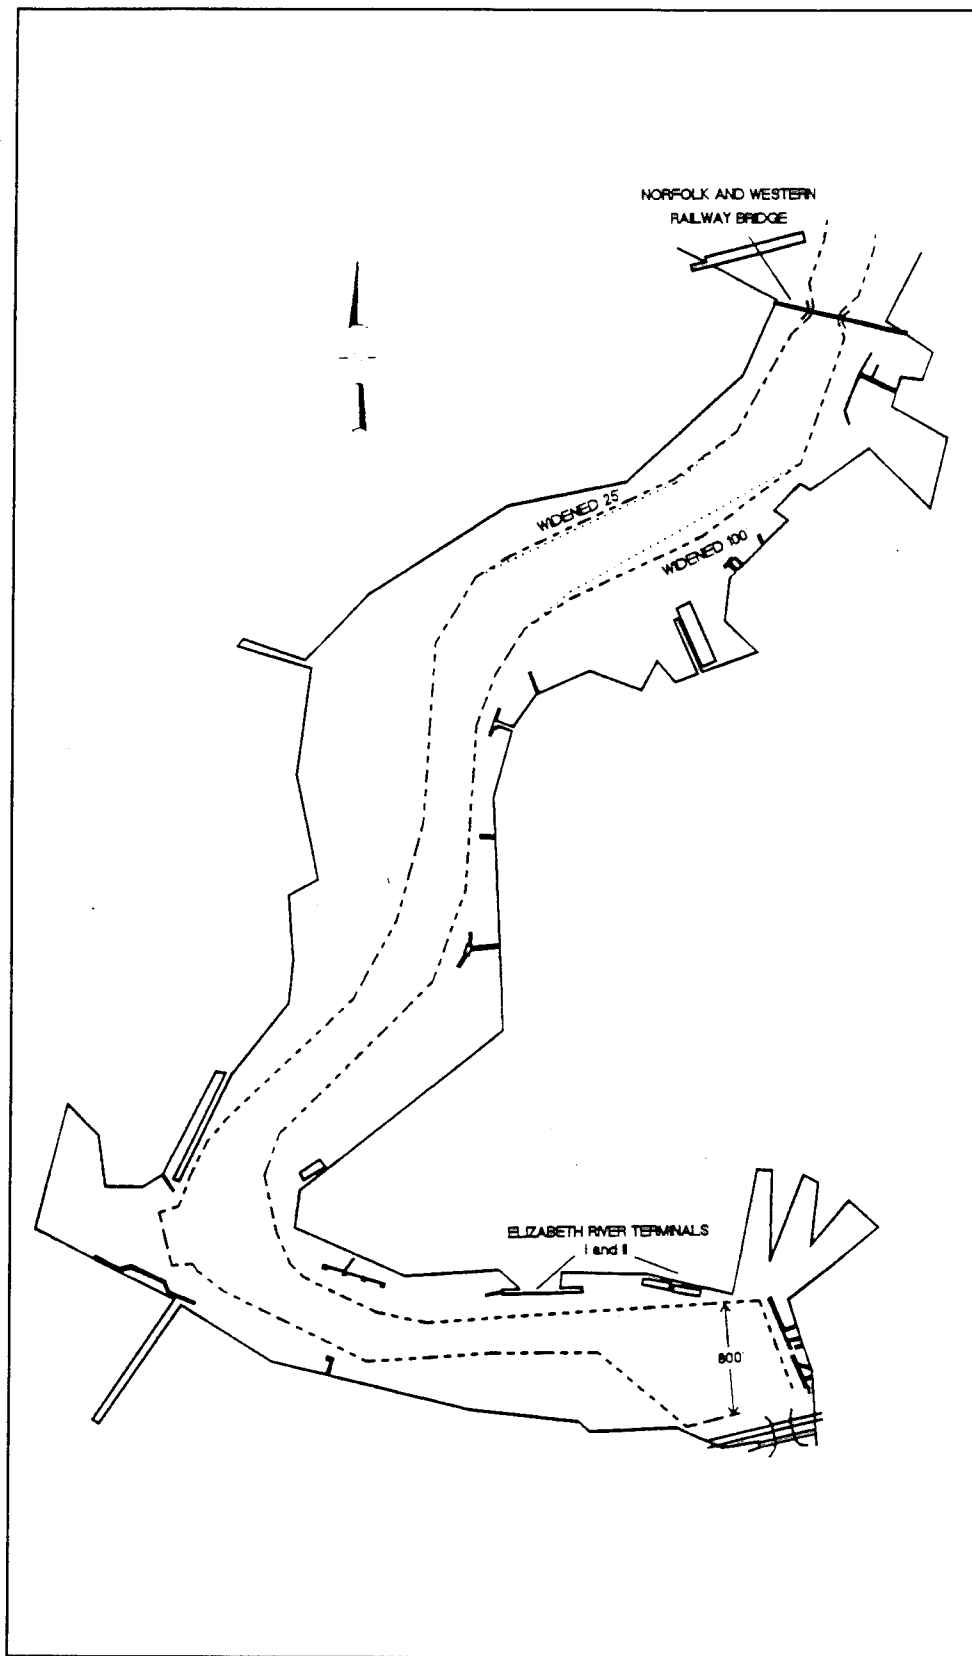 NORFOLK AND WESTERN
RAILWAY BRIDGE
WIDENED 25'
WIDENED 100'
ELIZABETH RIVER TERMINALS
I and II
800'